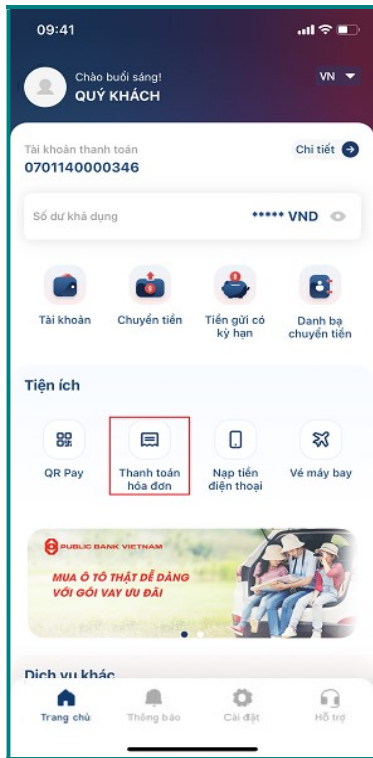 09:41
Chào buổi sáng!
QUÝ KHÁCH
VN
Tài khoản thanh toán
0701140000346
Chi tiết
Số dư khả dụng
***** VND
Tài khoản
Chuyển tiền
Tiền gửi có
kỳ hạn
Danh bạ
chuyển tiền
Tiện ích
QR Pay
Thanh toán
hóa đơn
Nạp tiền
điện thoại
Vé máy bay
PUBLIC BANK VIETNAM
MUA Ô TÔ THẬT DỄ DÀNG
VỚI GÓI VAY ƯU ĐÃI
Dịch vụ khác
Trang chủ
Thông báo
Cài đặt
Hỗ trợ